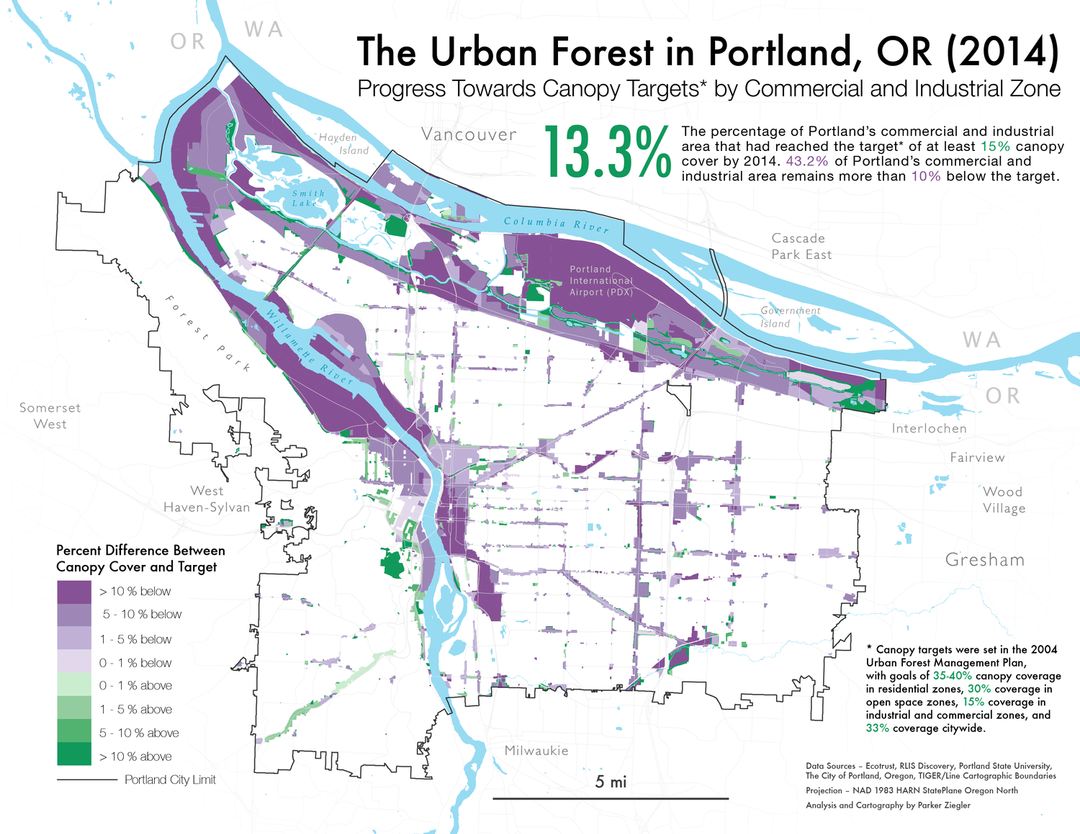 OR
WA
The Urban Forest in Portland, OR (2014)
Progress Towards Canopy Targets* by Commercial and Industrial Zone
13.3%
The percentage of Portland's commercial and industrial
area that had reached the target* of at least 15% canopy
cover by 2014. 43.2% of Portland's commercial and
industrial area remains more than 10% below the target.
Hayden
Island
Vancouver
Smith
Lake
Columbia River
Cascade
Park East
Portland
International
Airport (PDX)
Government
Island
Forest Park
Willamette River
WA
OR
Somerset
West
Interlochen
Fairview
West
Haven-Sylvan
Wood
Village
Gresham
Percent Difference Between
Canopy Cover and Target
> 10 % below
5 - 10 % below
1 - 5 % below
0 - 1 % below
0 - 1 % above
1 - 5 % above
5 - 10 % above
> 10 % above
Portland City Limit
Milwaukie
5 mi
* Canopy targets were set in the 2004
Urban Forest Management Plan,
with goals of 35-40% canopy coverage
in residential zones, 30% coverage in
open space zones, 15% coverage in
industrial and commercial zones, and
33% coverage citywide.
Data Sources – Ecotrust, RLIS Discovery, Portland State University,
The City of Portland, Oregon, TIGER/Line Cartographic Boundaries
Projection – NAD 1983 HARN StatePlane Oregon North
Analysis and Cartography by Parker Ziegler